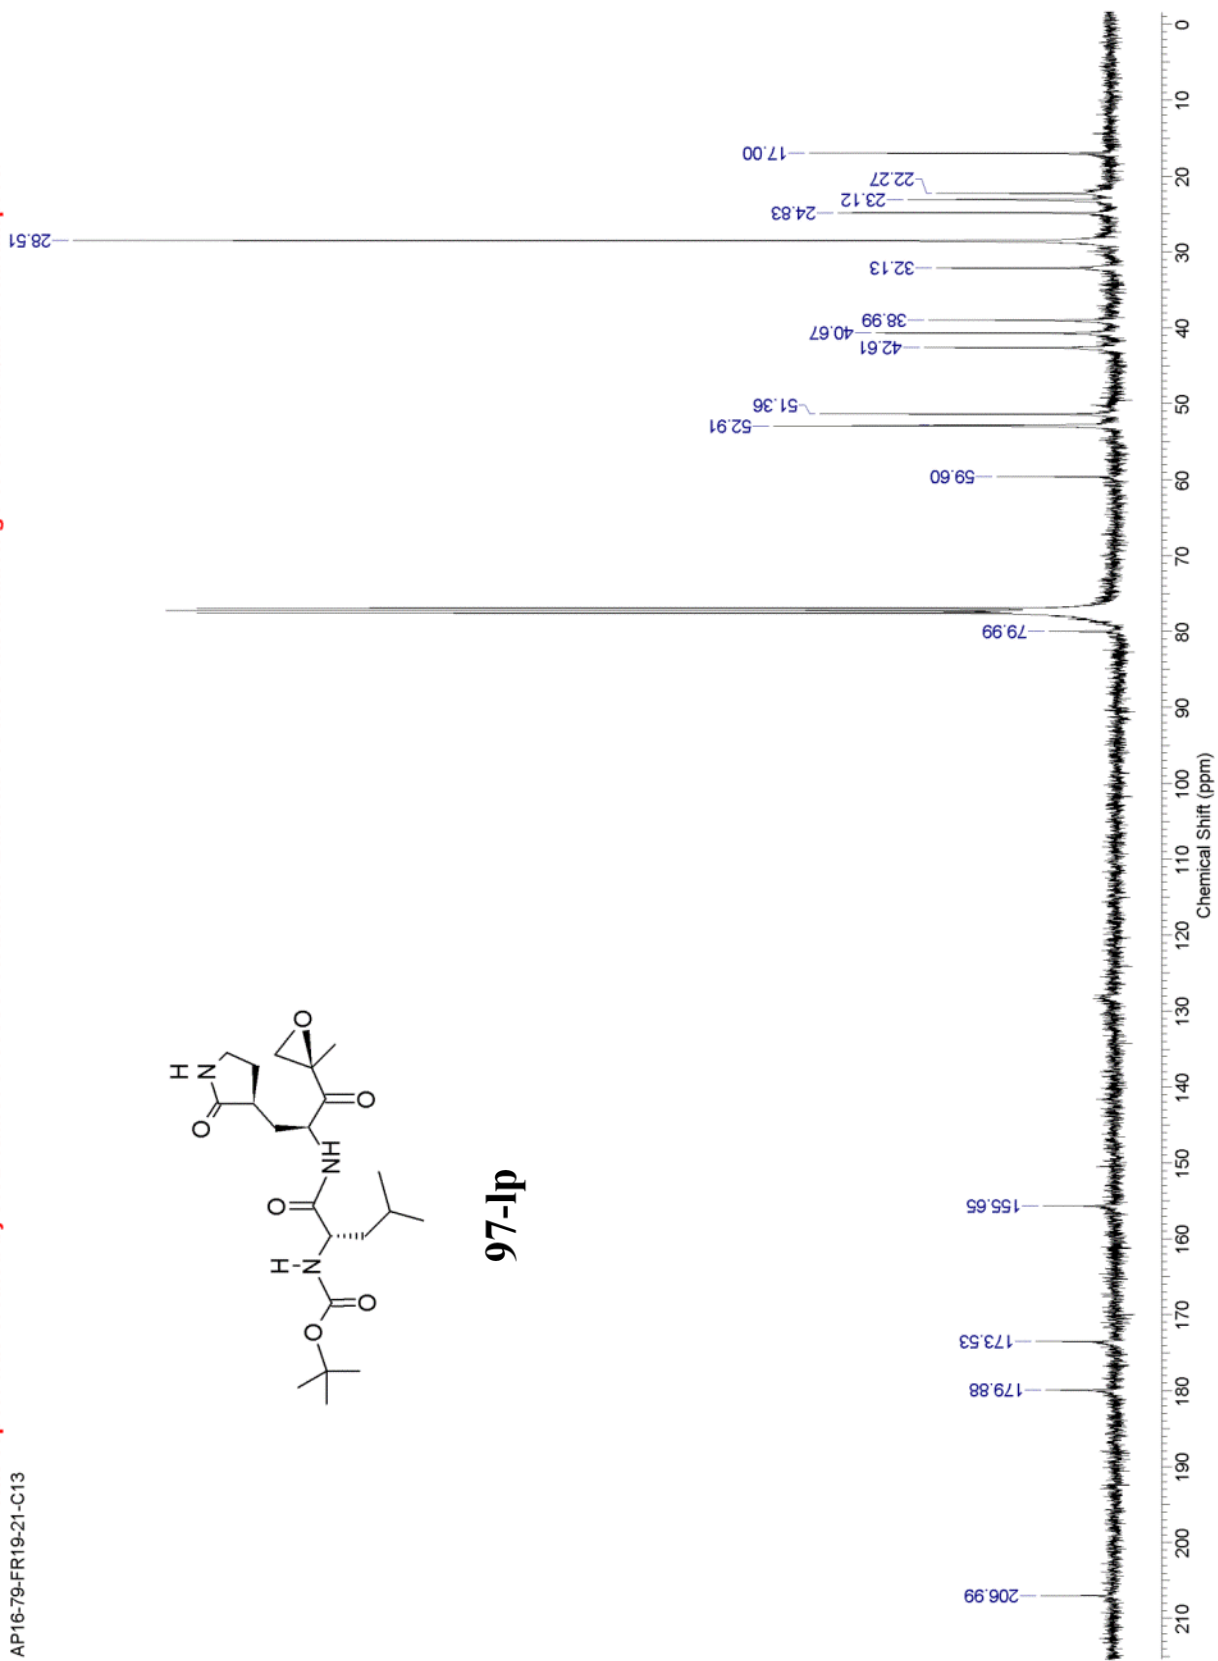 AP16-79-FR19-21-C13
28.51
206.99
179.88
173.53
155.65
79.99
59.60
52.91
51.36
42.61
40.67
38.99
32.13
24.83
23.12
22.27
17.00
H
N
O
O
O
O
NH
H
N
O
O
97-lp
210 200 190 180 170 160 150 140 130 120 110 100 90 80 70 60 50 40 30 20 10 0
Chemical Shift (ppm)